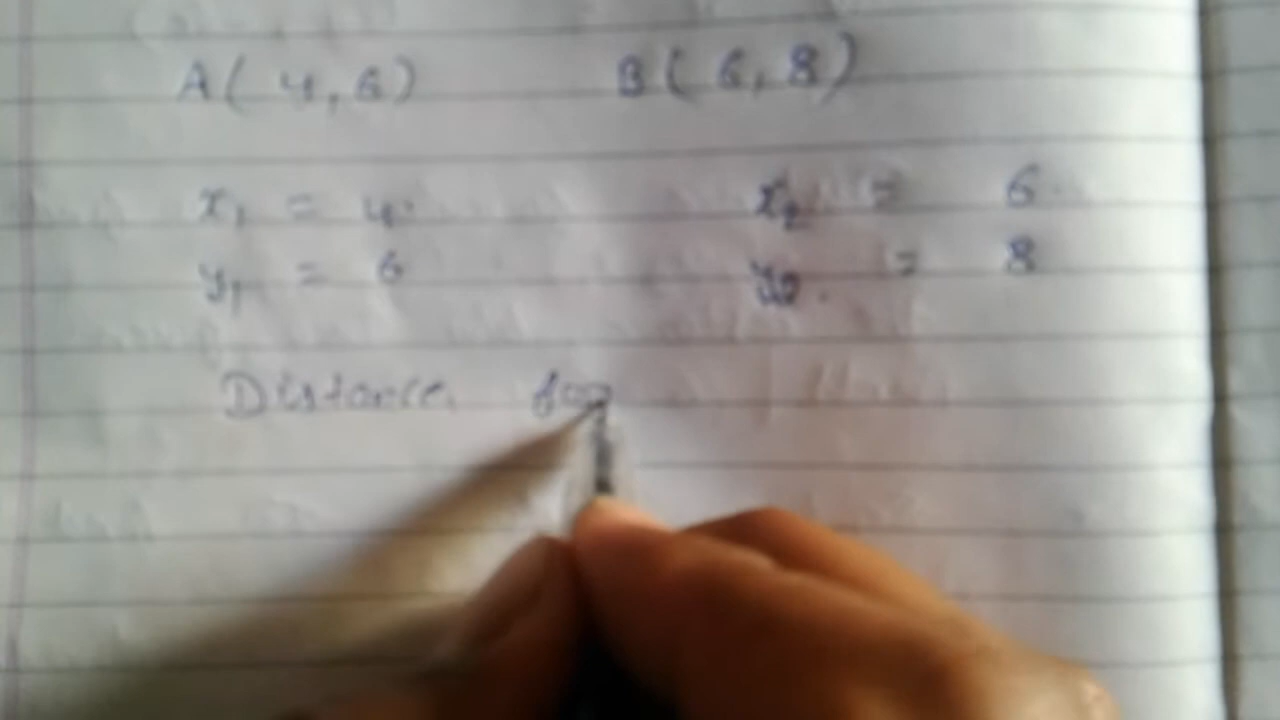 A( 4, 6) B( 6, 8)
x₁ = 4 x₂ = 6
y₁ = 6 y₂ = 8
Distance